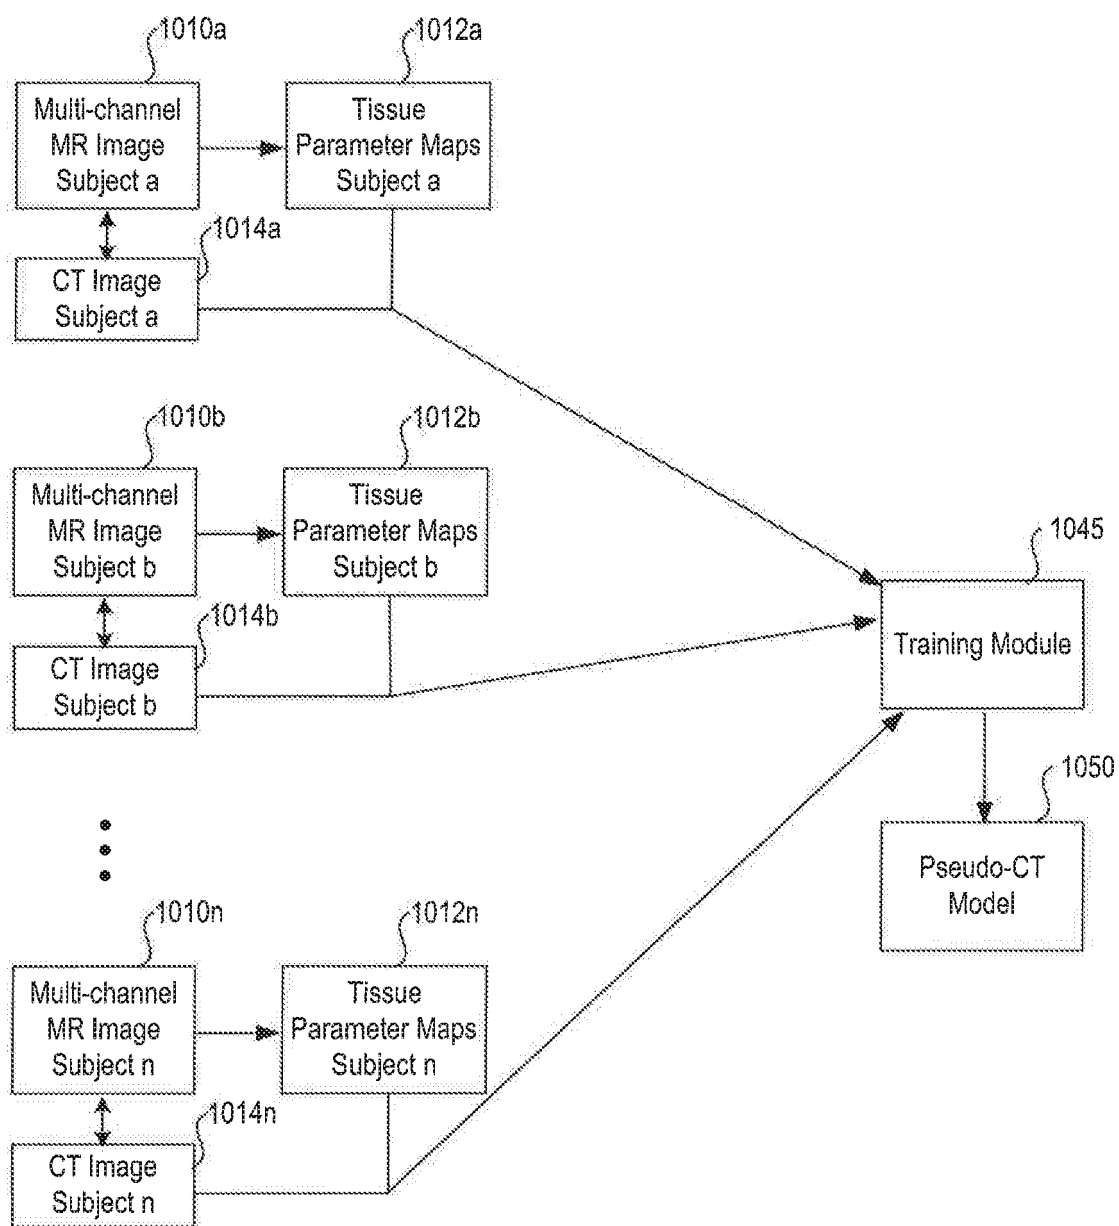 1010a
1012a
Multi-channel
MR Image
Subject a
Tissue
Parameter Maps
Subject a
1014a
CT Image
Subject a
1010b
1012b
Multi-channel
MR Image
Subject b
Tissue
Parameter Maps
Subject b
1014b
CT Image
Subject b
1045
Training Module
1050
Pseudo-CT
Model
1010n
1012n
Multi-channel
MR Image
Subject n
Tissue
Parameter Maps
Subject n
1014n
CT Image
Subject n